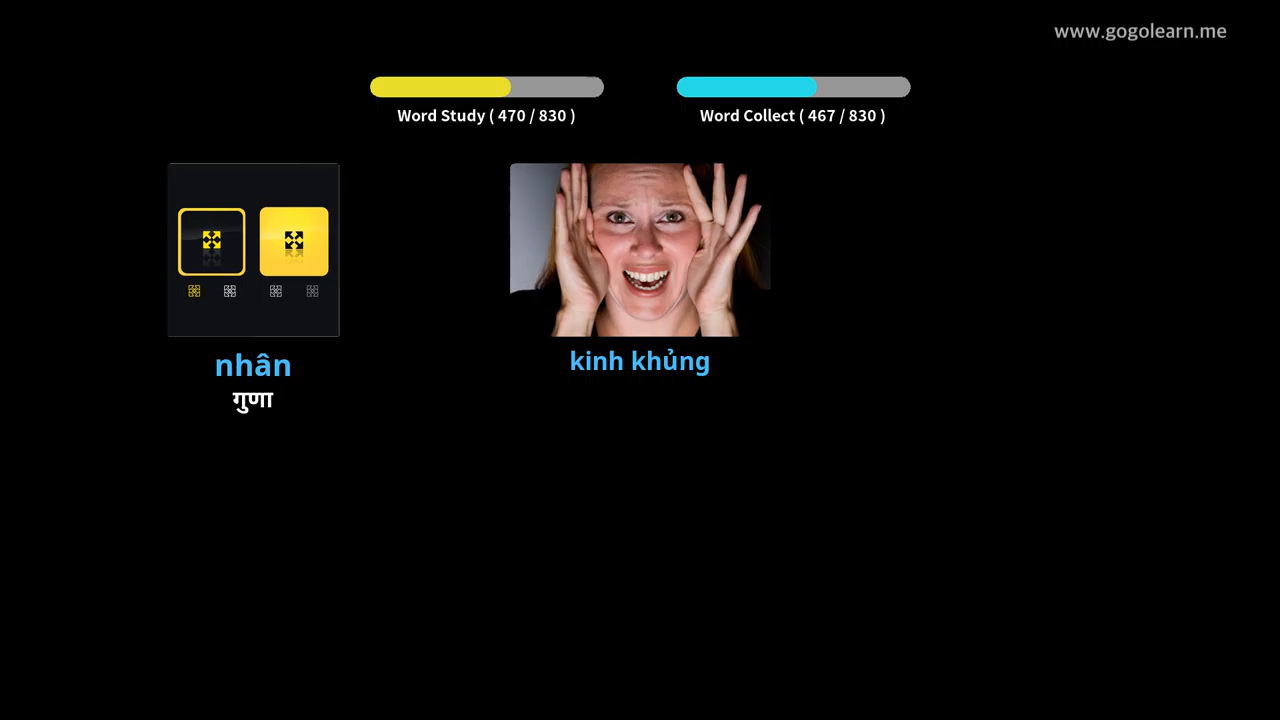 www.gogolearn.me
Word Study ( 470 / 830 )
Word Collect ( 467 / 830 )
nhân
गुणा
kinh khủng